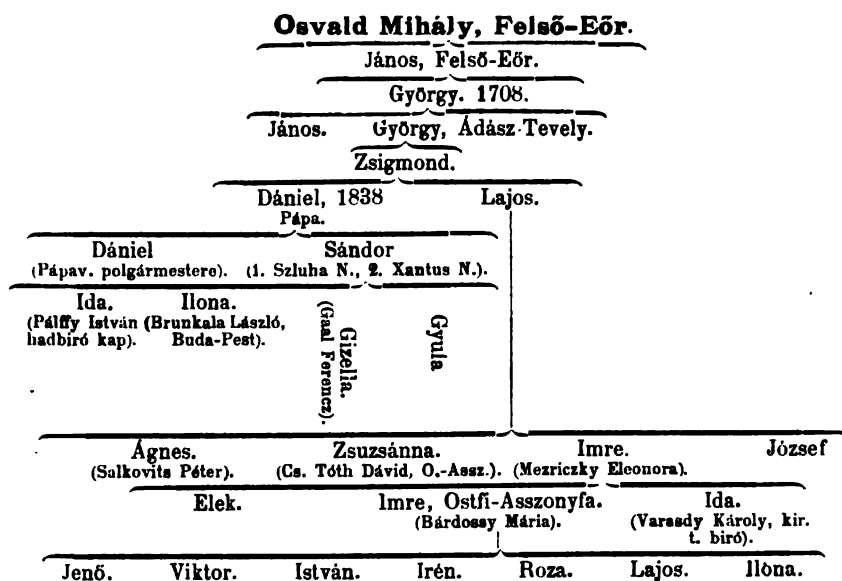 Osvald Mihály, Felső-Eőr.
János, Felső-Eőr.
György. 1708.
János. György, Ádász-Tevely.
Zsigmond.
Dániel, 1838 Lajos.
Pápa.
Dániel Sándor
(Pápav. polgármestere). (1. Szluha N., 2. Xantus N.).
Ida. Ilona.
(Pálffy István (Brunkala László,
hadbiró kap). Buda-Pest).
Gizella.
(Gaal Ferencz).
Gyula
Ágnes. Zsuzsánna. Imre. József
(Salkovits Péter). (Cs. Tóth Dávid, O.-Assz.). (Mezriczky Eleonora).
Elek. Imre, Ostfi-Asszonyfa. Ida.
(Bárdossy Mária). (Varasdy Károly, kir.
t. biró).
Jenő. Viktor. István. Irén. Roza. Lajos. Ilona.